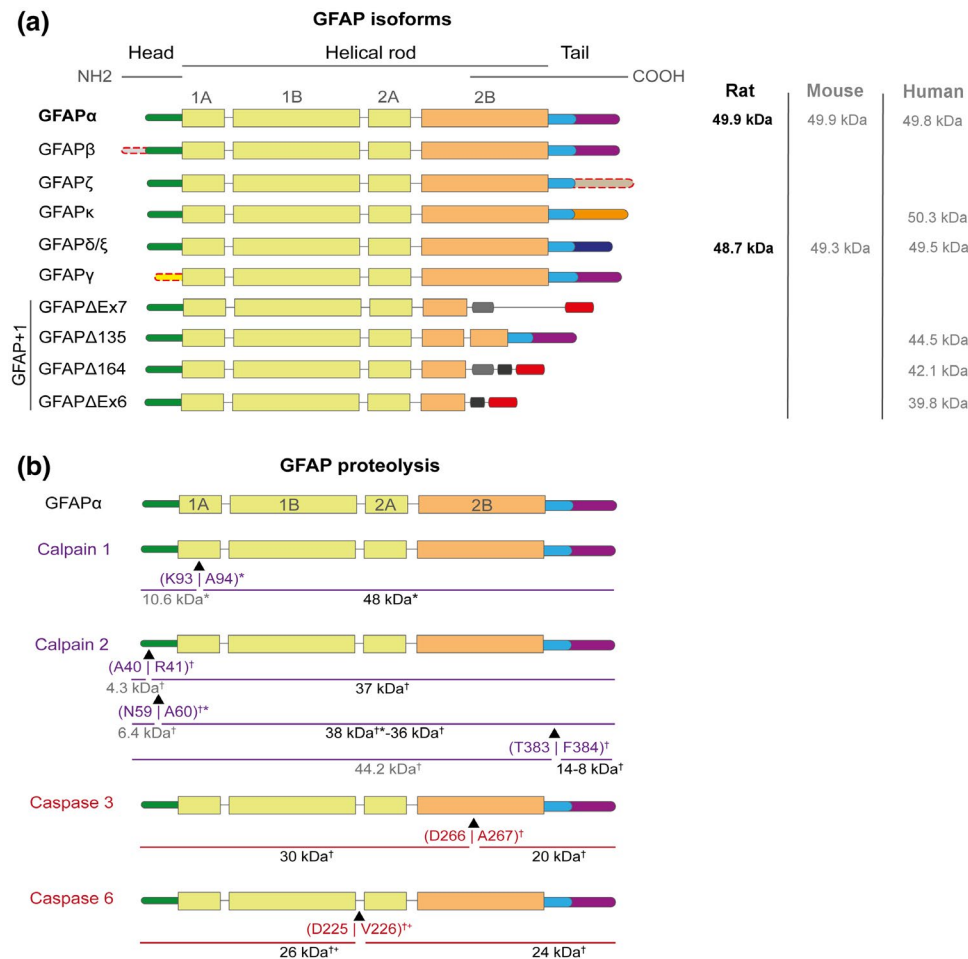 (a)
GFAP isoforms
Head Helical rod Tail
NH2 COOH
1A 1B 2A 2B
Rat Mouse Human
GFAPα 49.9 kDa 49.9 kDa 49.8 kDa
GFAPβ
GFAPζ
GFAPκ 50.3 kDa
GFAPδ/ξ 48.7 kDa 49.3 kDa 49.5 kDa
GFAPγ
GFAP+1
GFAPΔEx7
GFAPΔ135 44.5 kDa
GFAPΔ164 42.1 kDa
GFAPΔEx6 39.8 kDa
(b)
GFAP proteolysis
GFAPα 1A 1B 2A 2B
Calpain 1
(K93 | A94)*
10.6 kDa* 48 kDa*
Calpain 2
(A40 | R41)†
4.3 kDa† 37 kDa†
(N59 | A60)†*
6.4 kDa† 38 kDa†*-36 kDa†
(T383 | F384)†
44.2 kDa† 14-8 kDa†
Caspase 3
(D266 | A267)†
30 kDa† 20 kDa†
Caspase 6
(D225 | V226)†+
26 kDa†+ 24 kDa†